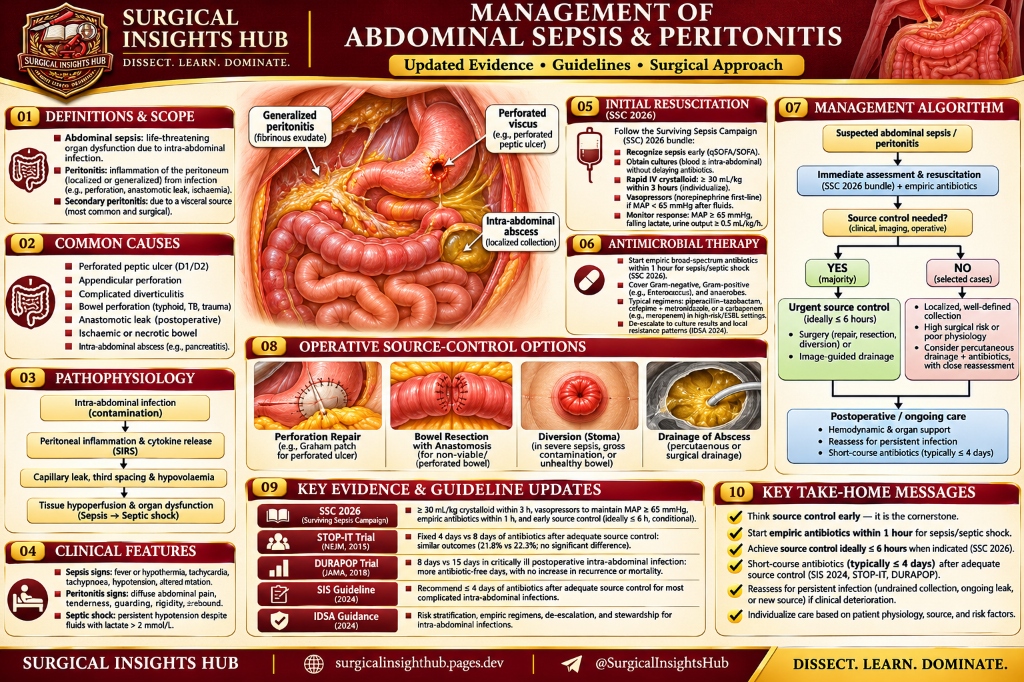 SURGICAL INSIGHTS HUB
SURGICAL
INSIGHTS HUB
DISSECT. LEARN. DOMINATE.
MANAGEMENT OF
ABDOMINAL SEPSIS & PERITONITIS
Updated Evidence • Guidelines • Surgical Approach
01 DEFINITIONS & SCOPE
Abdominal sepsis: life-threatening
organ dysfunction due to intra-abdominal
infection.
Peritonitis: inflammation of the peritoneum
(localized or generalized) from infection
(e.g., perforation, anastomotic leak, ischaemia).
Secondary peritonitis: due to a visceral source
(most common and surgical).
02 COMMON CAUSES
Perforated peptic ulcer (D1/D2)
Appendicular perforation
Complicated diverticulitis
Bowel perforation (typhoid, TB, trauma)
Anastomotic leak (postoperative)
Ischaemic or necrotic bowel
Intra-abdominal abscess (e.g., pancreatitis).
03 PATHOPHYSIOLOGY
Intra-abdominal infection
(contamination)
Peritoneal inflammation & cytokine release
(SIRS)
Capillary leak, third spacing & hypovolaemia
Tissue hypoperfusion & organ dysfunction
(Sepsis → Septic shock)
04 CLINICAL FEATURES
Sepsis signs: fever or hypothermia, tachycardia,
tachypnoea, hypotension, altered
Peritonitis signs: diffuse abdominal pain,
tenderness, guarding, rigidity,
Septic shock: persistent hypotension despite
fluids with lactate > 2 mmol/L.
Generalized
peritonitis
(fibrinous exudate)
Perforated
viscus
(e.g., perforated
peptic ulcer)
Intra-abdominal
abscess
(localized collection)
05 INITIAL RESUSCITATION
(SSC 2026)
Follow the Surviving Sepsis Campaign
(SSC) 2026 bundle:
Recognize sepsis early (qSOFA/SOFA).
Obtain cultures (blood ± intra-abdominal)
without delaying antibiotics.
Rapid IV crystalloid: ≥ 30 mL/kg
within 3 hours (individualize).
Vasopressors (norepinephrine first-line)
if MAP < 65 mmHg after fluids.
Monitor response: MAP ≥ 65 mmHg,
falling lactate, urine output ≥ 0.5 mL/kg/h.
06 ANTIMICROBIAL THERAPY
Start empiric broad-spectrum antibiotics
within 1 hour for sepsis/septic shock
(SSC 2026).
Cover Gram-negative, Gram-positive
(e.g., Enterococcus), and anaerobes.
Typical regimens: piperacillin–tazobactam,
cefepime + metronidazole, or a carbapenem
(e.g., meropenem) in high-risk/ESBL settings.
De-escalate to culture results and local
resistance patterns (IDSA 2024).
07 MANAGEMENT ALGORITHM
Suspected abdominal sepsis /
peritonitis
Immediate assessment & resuscitation
(SSC 2026 bundle) + empiric antibiotics
Source control needed?
(clinical, imaging, operative)
YES
(majority)
NO
(selected cases)
Urgent source control
(ideally ≤ 6 hours)
• Surgery (repair, resection,
diversion) or
• Image-guided drainage
• Localized, well-defined
collection
• High surgical risk or
poor physiology
• Consider percutaneous
drainage + antibiotics,
with close reassessment
Postoperative / ongoing care
• Hemodynamic & organ support
• Reassess for persistent infection
• Short-course antibiotics (typically ≤ 4 days)
08 OPERATIVE SOURCE-CONTROL OPTIONS
Perforation Repair
(e.g., Graham patch
for perforated ulcer)
Bowel Resection
with Anastomosis
(for non-viable/
perforated bowel)
Diversion (Stoma)
(in severe sepsis, gross
contamination, or
unhealthy bowel)
Drainage of Abscess
(percutaneous or
surgical drainage)
09 KEY EVIDENCE & GUIDELINE UPDATES
SSC 2026
(Surviving Sepsis Campaign)
≥ 30 mL/kg crystalloid within 3 h, vasopressors to maintain MAP ≥ 65 mmHg,
empiric antibiotics within 1 h, and early source control (ideally ≤ 6 h, conditional).
STOP-IT Trial
(NEJM, 2015)
Fixed 4 days vs 8 days of antibiotics after adequate source control:
similar outcomes (21.8% vs 22.3%; no significant difference).
DURAPOP Trial
(JAMA, 2018)
8 days vs 15 days in critically ill postoperative intra-abdominal infection:
more antibiotic-free days, with no increase in recurrence or mortality.
SIS Guideline
(2024)
Recommend ≤ 4 days of antibiotics after adequate source control for most
complicated intra-abdominal infections.
IDSA Guidance
(2024)
Risk stratification, empiric regimens, de-escalation, and stewardship for
intra-abdominal infections.
10 KEY TAKE-HOME MESSAGES
Think source control early — it is the cornerstone.
Start empiric antibiotics within 1 hour for sepsis/septic shock.
Achieve source control ideally ≤ 6 hours when indicated (SSC 2026).
Short-course antibiotics (typically ≤ 4 days) after adequate
source control (SIS 2024, STOP-IT, DURAPOP).
Reassess for persistent infection (undrained collection, ongoing leak,
or new source) if clinical deterioration.
Individualize care based on patient physiology, source, and risk factors.
SURGICAL INSIGHTS HUB
surgicalinsighthub.pages.dev
@SurgicalInsightsHub
DISSECT. LEARN. DOMINATE.